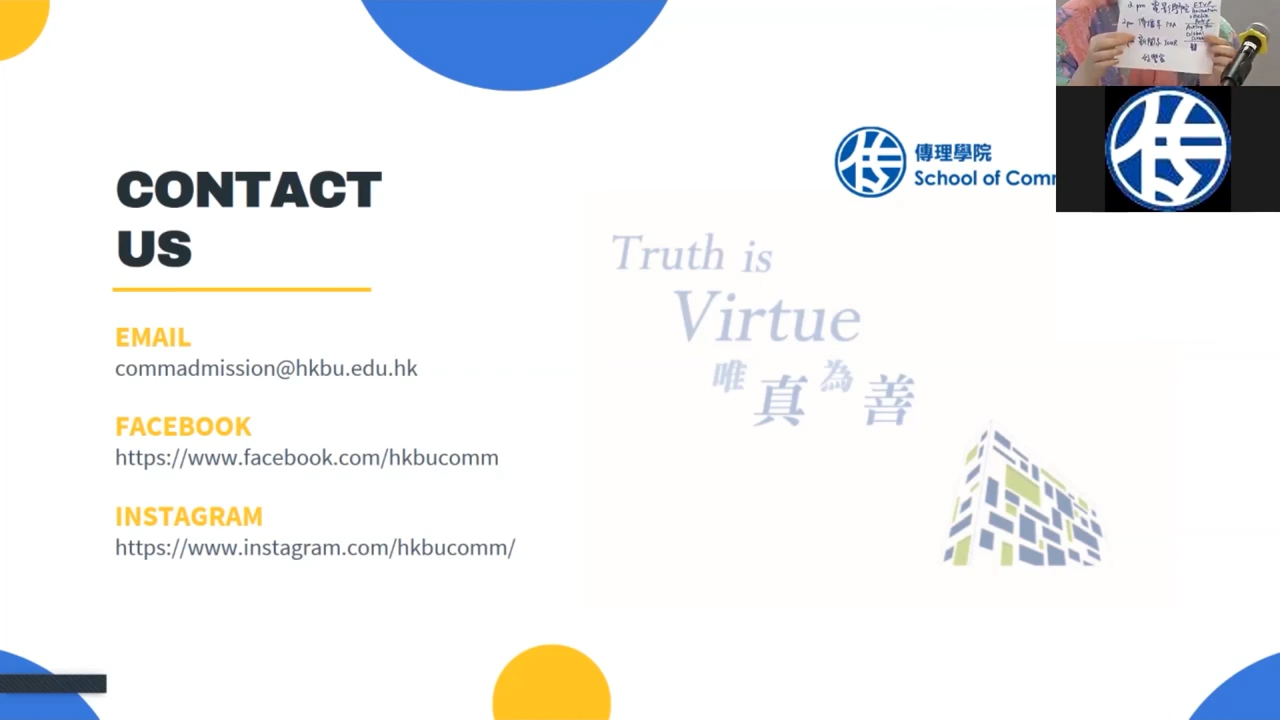 CONTACT
US
EMAIL
commadmission@hkbu.edu.hk
FACEBOOK
https://www.facebook.com/hkbucomm
INSTAGRAM
https://www.instagram.com/hkbucomm/
傳理學院
School of Comm
Truth is
Virtue
唯真為善
2pm